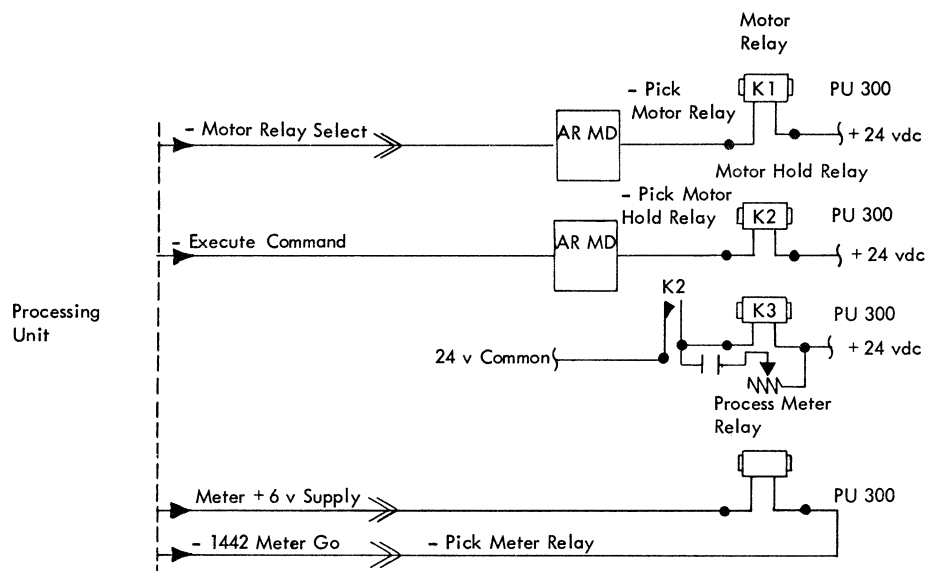 Motor
Relay
K1
PU 300
- Pick
Motor Relay
- Motor Relay Select
AR MD
+ 24 vdc
Motor Hold Relay
- Pick Motor
Hold Relay
K2
PU 300
- Execute Command
AR MD
+ 24 vdc
K2
K3
PU 300
Processing
Unit
24 v Common
+ 24 vdc
Process Meter
Relay
Meter + 6 v Supply
PU 300
- 1442 Meter Go
- Pick Meter Relay